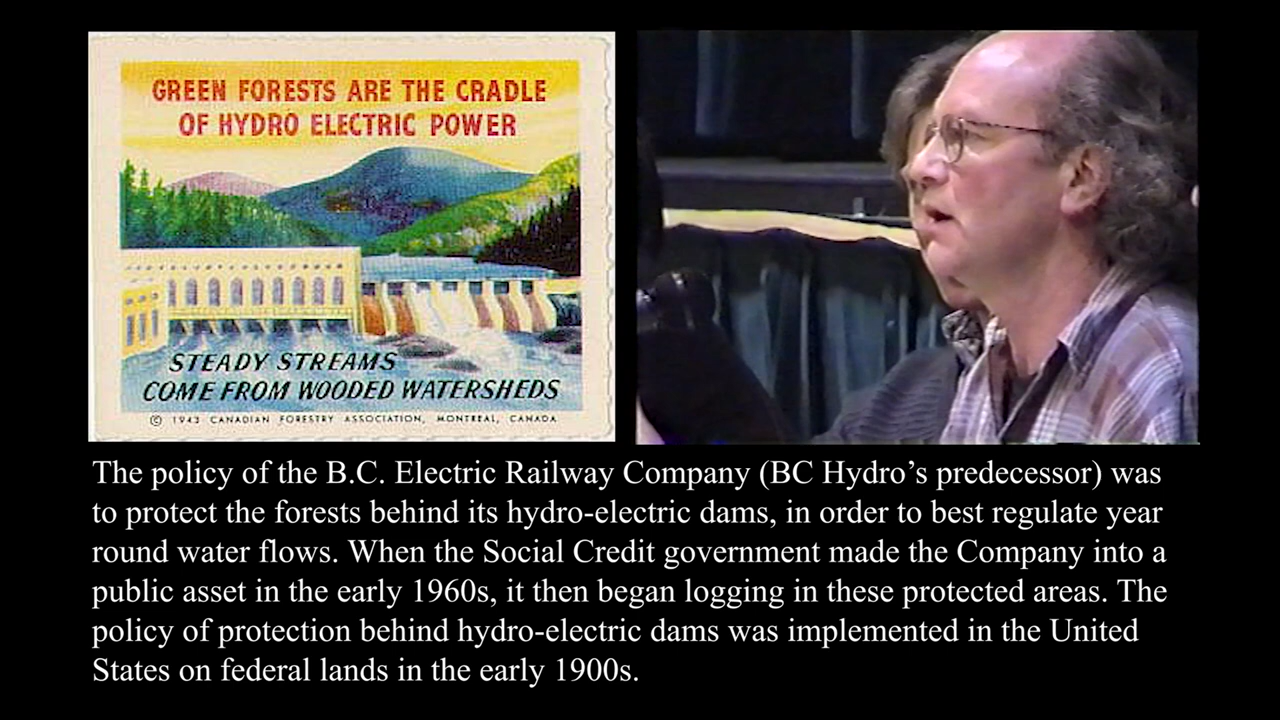 GREEN FORESTS ARE THE CRADLE
OF HYDRO ELECTRIC POWER
STEADY STREAMS
COME FROM WOODED WATERSHEDS
© 1943 CANADIAN FORESTRY ASSOCIATION, MONTREAL, CANADA
The policy of the B.C. Electric Railway Company (BC Hydro’s predecessor) was
to protect the forests behind its hydro-electric dams, in order to best regulate year
round water flows. When the Social Credit government made the Company into a
public asset in the early 1960s, it then began logging in these protected areas. The
policy of protection behind hydro-electric dams was implemented in the United
States on federal lands in the early 1900s.